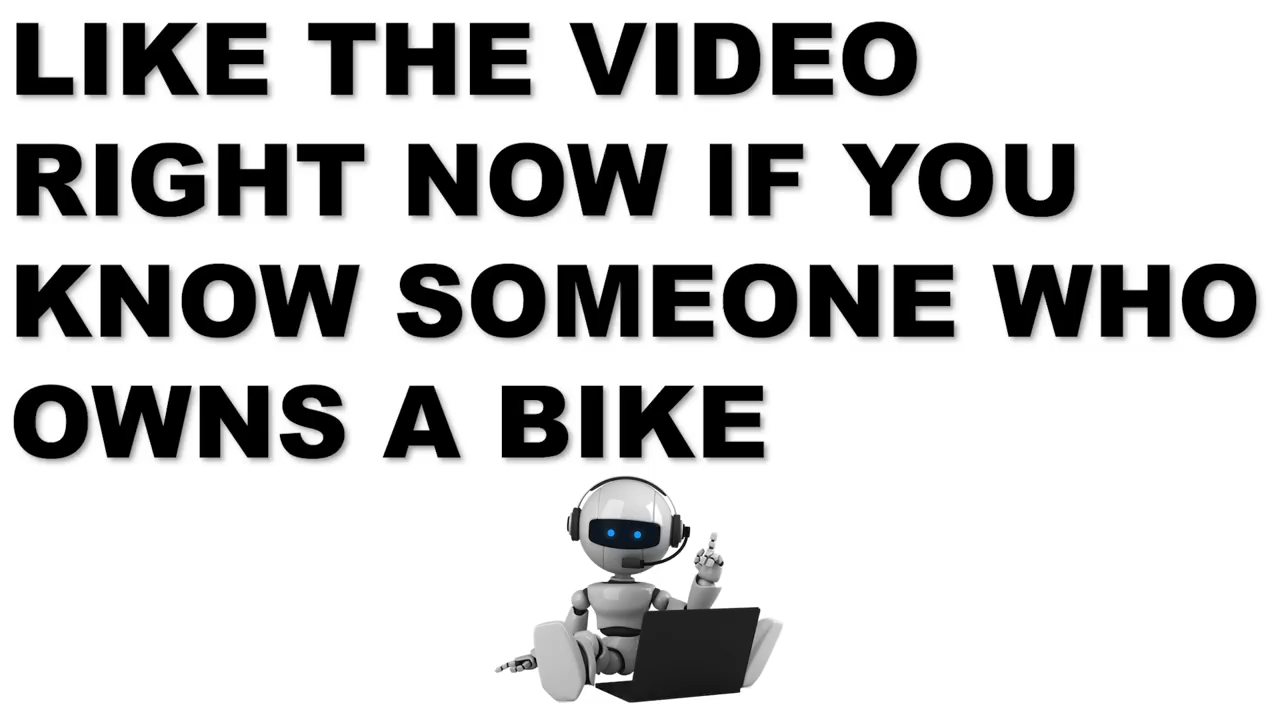 LIKE THE VIDEO
RIGHT NOW IF YOU
KNOW SOMEONE WHO
OWNS A BIKE